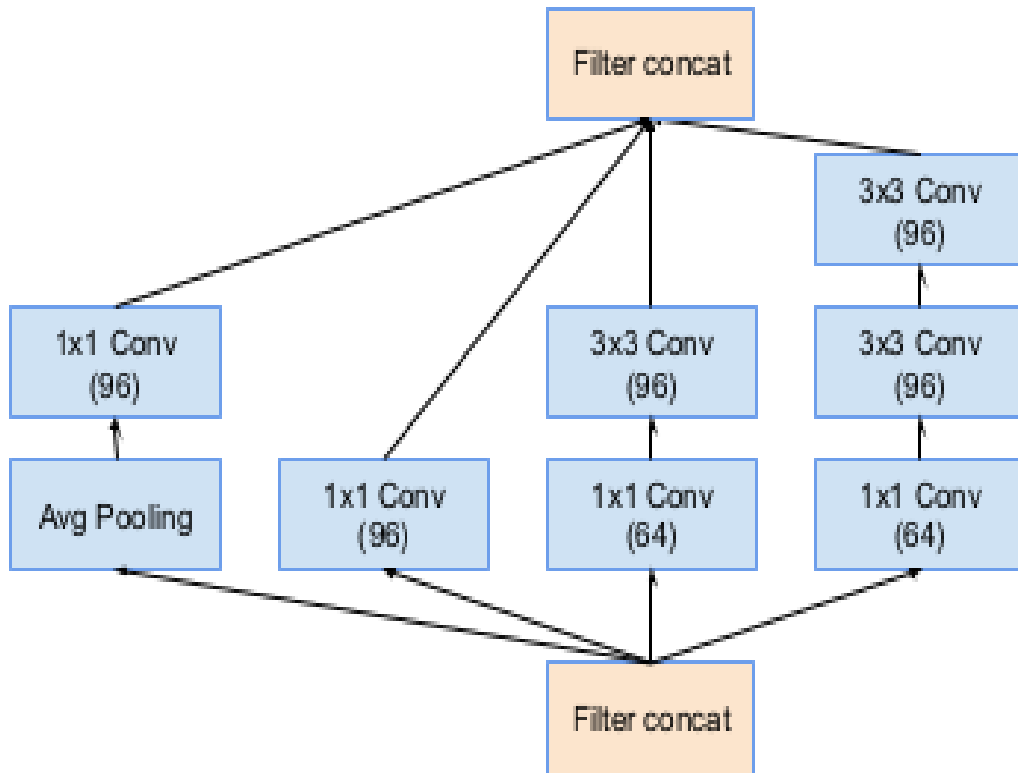 Filter concat
3x3 Conv
(96)
1x1 Conv
(96)
3x3 Conv
(96)
3x3 Conv
(96)
Avg Pooling
1x1 Conv
(96)
1x1 Conv
(64)
1x1 Conv
(64)
Filter concat